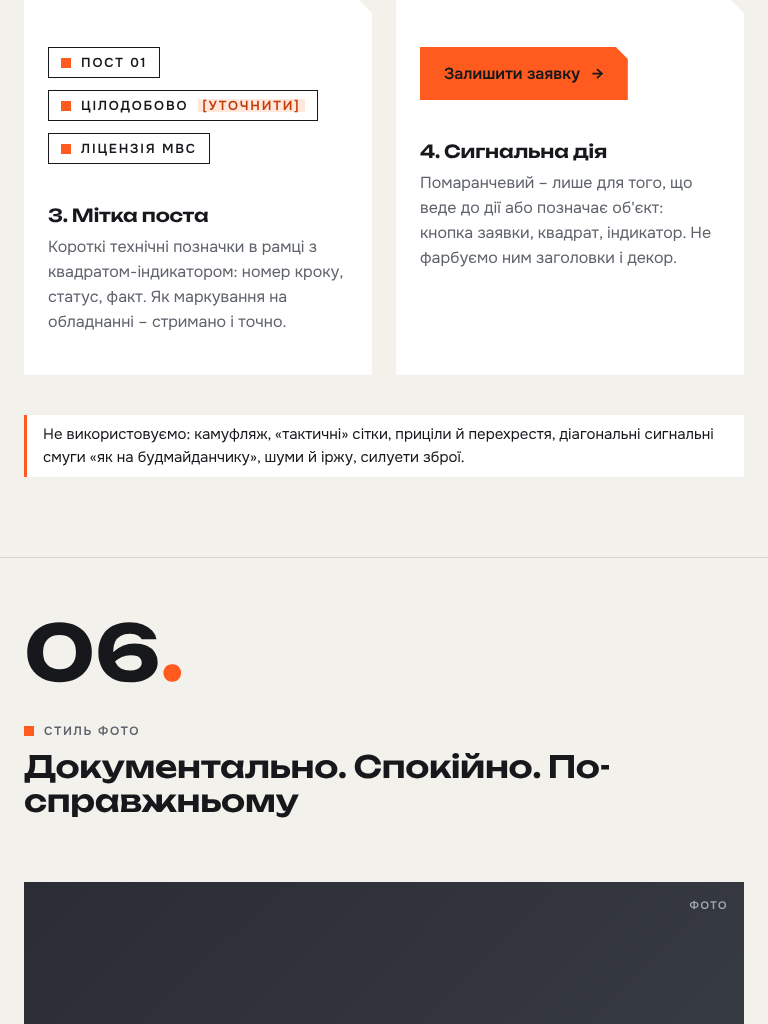 ПОСТ 01
ЦІЛОДОБОВО [УТОЧНИТИ]
ЛІЦЕНЗІЯ МВС
3. Мітка поста
Короткі технічні позначки в рамці з
квадратом-індикатором: номер кроку,
статус, факт. Як маркування на
обладнанні – стримано і точно.
Залишити заявку →
4. Сигнальна дія
Помаранчевий – лише для того, що
веде до дії або позначає об'єкт:
кнопка заявки, квадрат, індикатор. Не
фарбуємо ним заголовки і декор.
Не використовуємо: камуфляж, «тактичні» сітки, приціли й перехрестя, діагональні сигнальні
смуги «як на будмайданчику», шуми й іржу, силуети зброї.
06.
СТИЛЬ ФОТО
Документально. Спокійно. По-
справжньому
ФОТО